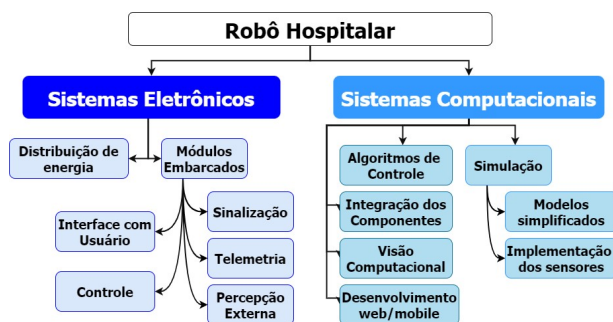 Robô Hospitalar
Sistemas Eletrônicos
Sistemas Computacionais
Distribuição de
energia
Módulos
Embarcados
Interface com
Usuário
Controle
Sinalização
Telemetria
Percepção
Externa
Algoritmos de
Controle
Integração dos
Componentes
Visão
Computacional
Desenvolvimento
web/mobile
Simulação
Modelos
simplificados
Implementação
dos sensores